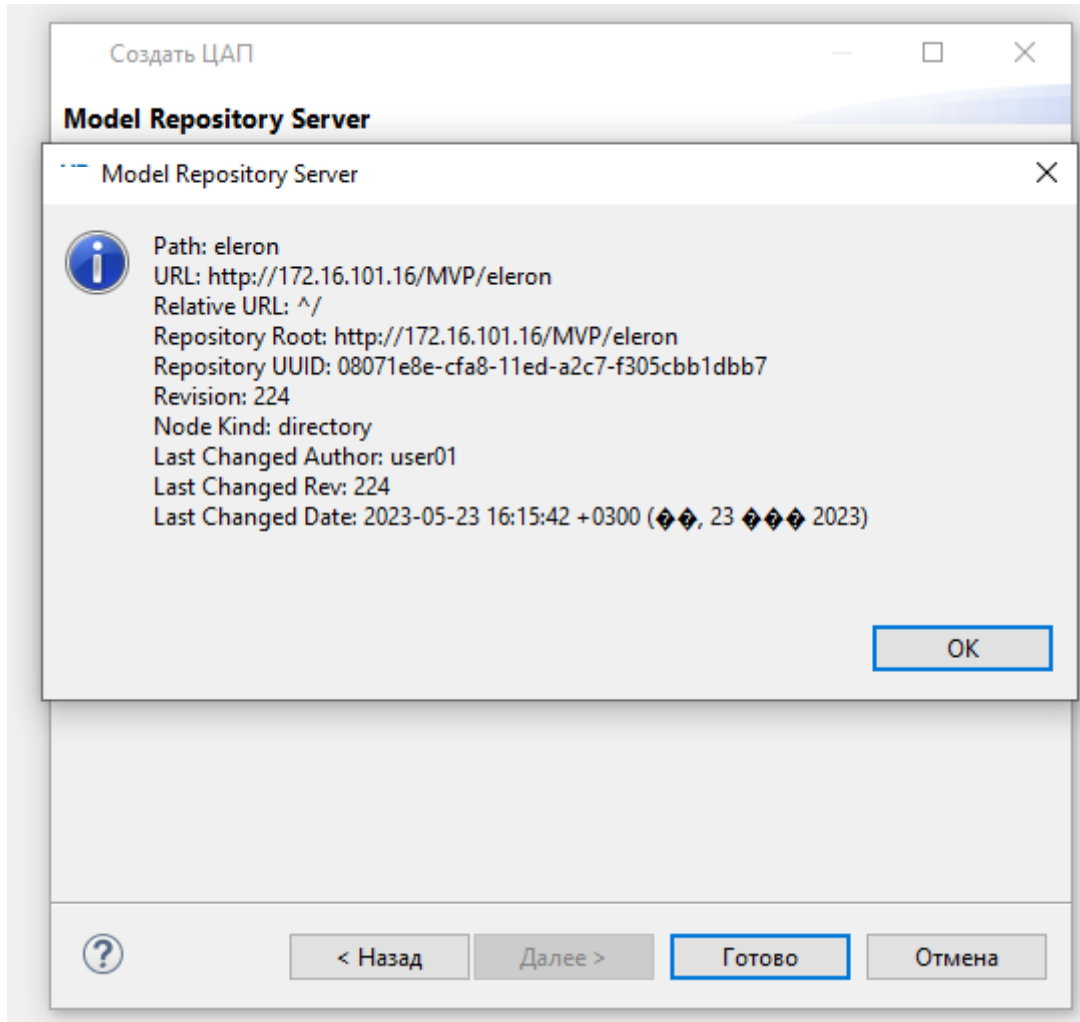 Создать ЦАП
Model Repository Server
Model Repository Server
Path: eleron
URL: http://172.16.101.16/MVP/eleron
Relative URL: ^/
Repository Root: http://172.16.101.16/MVP/eleron
Repository UUID: 08071e8e-cfa8-11ed-a2c7-f305cbb1dbb7
Revision: 224
Node Kind: directory
Last Changed Author: user01
Last Changed Rev: 224
Last Changed Date: 2023-05-23 16:15:42 +0300 (��, 23 ��� 2023)
OK
< Назад Далее > Готово Отмена